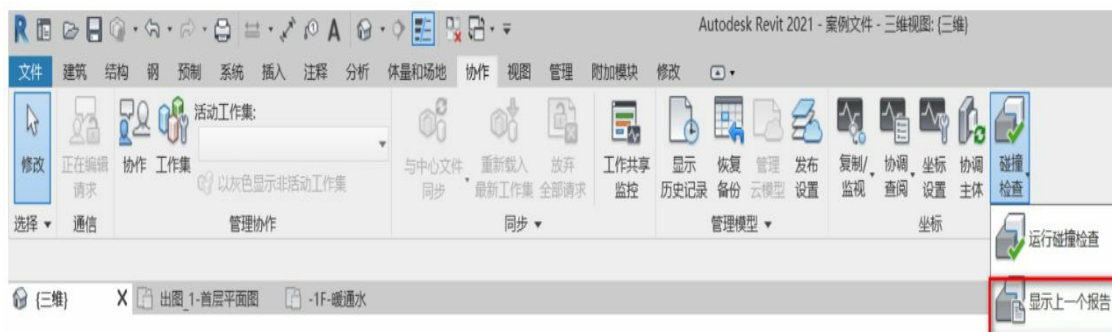 Autodesk Revit 2021 - 案例文件 - 三维视图: {三维}
文件 建筑 结构 钢 预制 系统 插入 注释 分析 体量和场地 协作 视图 管理 附加模块 修改
修改
正在编辑
请求
协作
工作集
活动工作集:
以灰色显示非活动工作集
与中心文件
同步
重新载入
最新工作集
放弃
全部请求
工作共享
监控
显示
历史记录
恢复
备份
管理
云模型
发布
设置
复制/
监视
协调
查阅
坐标
设置
协调
主体
碰撞
检查
选择 通信 管理协作 同步 管理模型 坐标
运行碰撞检查
显示上一个报告
{三维} X 出图_1-首层平面图 -1F-暖通水